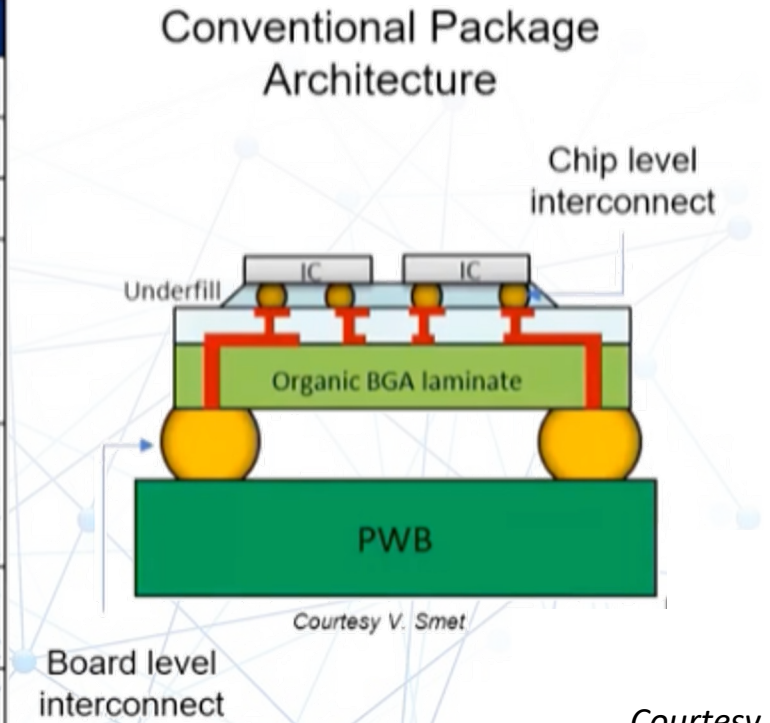 Conventional Package
Architecture
Chip level
interconnect
IC
IC
Underfill
Organic BGA laminate
PWB
Courtesy V. Smet
Board level
interconnect
Courtesy